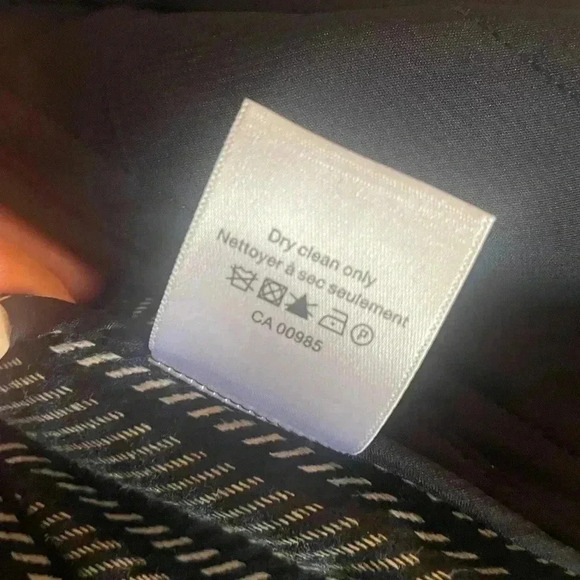 Dry clean only
Nettoyer à sec seulement
P
CA 00985